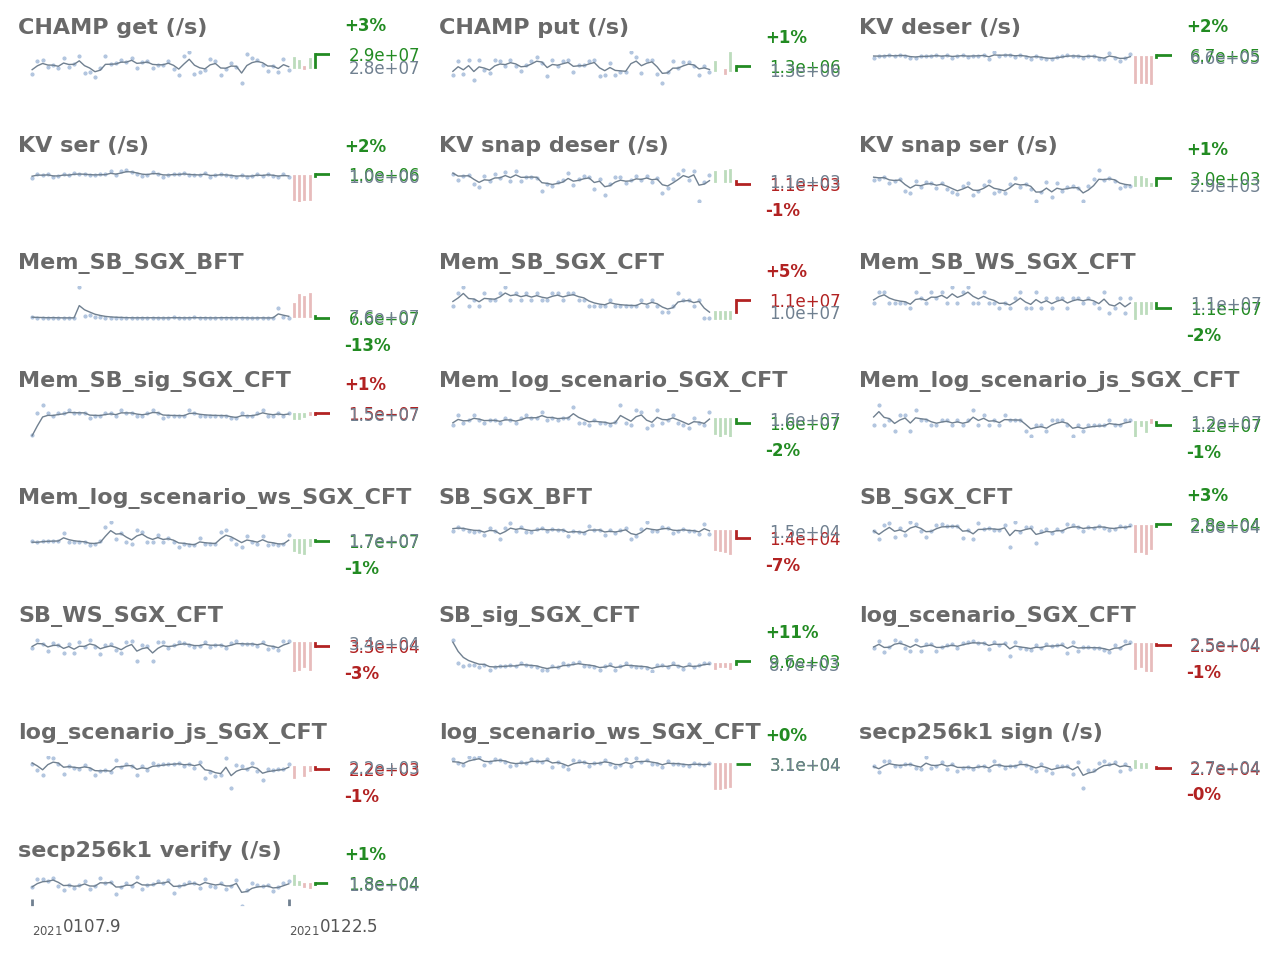 CHAMP get (/s)
+3%
2.9e+07
2.8e+07
CHAMP put (/s)
+1%
1.3e+06
1.3e+06
KV deser (/s)
+2%
6.7e+05
6.6e+05
KV ser (/s)
+2%
1.0e+06
1.0e+06
KV snap deser (/s)
1.1e+03
1.1e+03
-1%
KV snap ser (/s)
+1%
3.0e+03
2.9e+03
Mem_SB_SGX_BFT
7.6e+07
6.6e+07
-13%
Mem_SB_SGX_CFT
+5%
1.1e+07
1.0e+07
Mem_SB_WS_SGX_CFT
1.1e+07
1.1e+07
-2%
Mem_SB_sig_SGX_CFT
+1%
1.5e+07
1.5e+07
Mem_log_scenario_SGX_CFT
1.6e+07
1.6e+07
-2%
Mem_log_scenario_js_SGX_CFT
1.2e+07
1.2e+07
-1%
Mem_log_scenario_ws_SGX_CFT
1.7e+07
1.7e+07
-1%
SB_SGX_BFT
1.5e+04
1.4e+04
-7%
SB_SGX_CFT
+3%
2.8e+04
2.8e+04
SB_WS_SGX_CFT
3.4e+04
3.3e+04
-3%
SB_sig_SGX_CFT
+11%
9.6e+03
8.7e+03
log_scenario_SGX_CFT
2.5e+04
2.5e+04
-1%
log_scenario_js_SGX_CFT
2.2e+03
2.2e+03
-1%
log_scenario_ws_SGX_CFT
+0%
3.1e+04
3.1e+04
secp256k1 sign (/s)
2.7e+04
2.7e+04
-0%
secp256k1 verify (/s)
+1%
1.8e+04
1.8e+04
20210107.9
20210122.5